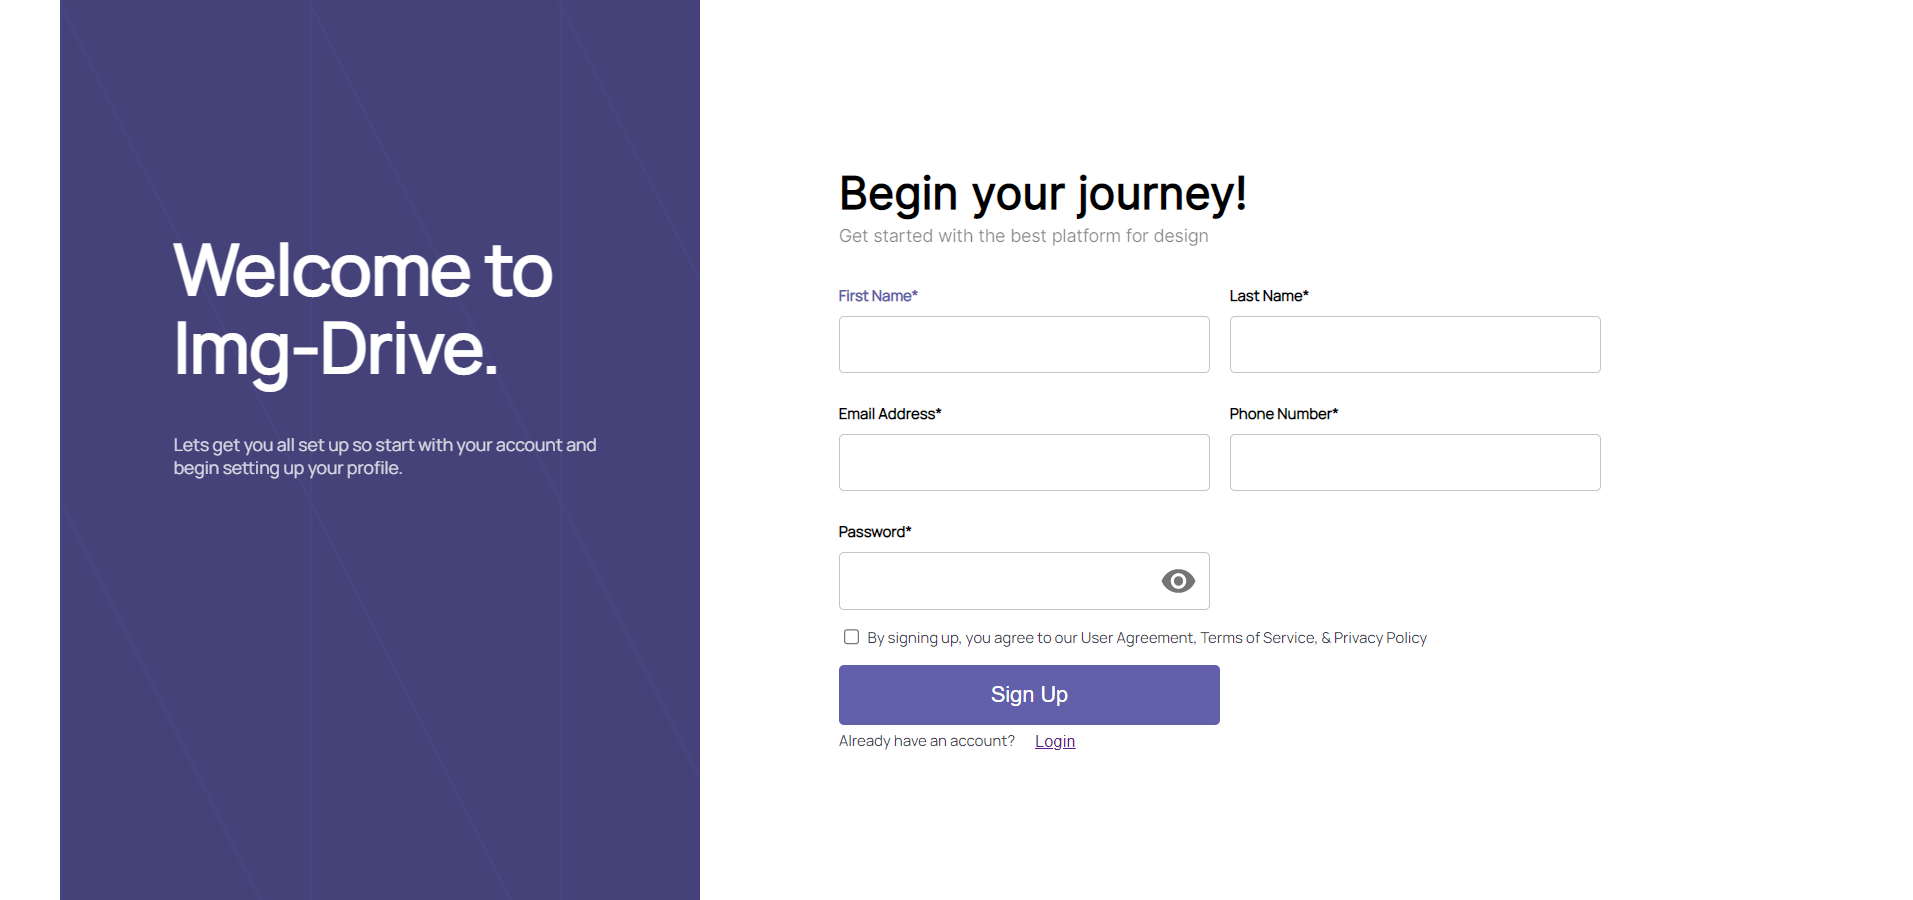 Welcome to
Img-Drive.
Lets get you all set up so start with your account and
begin setting up your profile.
Begin your journey!
Get started with the best platform for design
First Name*
Last Name*
Email Address*
Phone Number*
Password*
By signing up, you agree to our User Agreement, Terms of Service, & Privacy Policy
Sign Up
Already have an account? Login